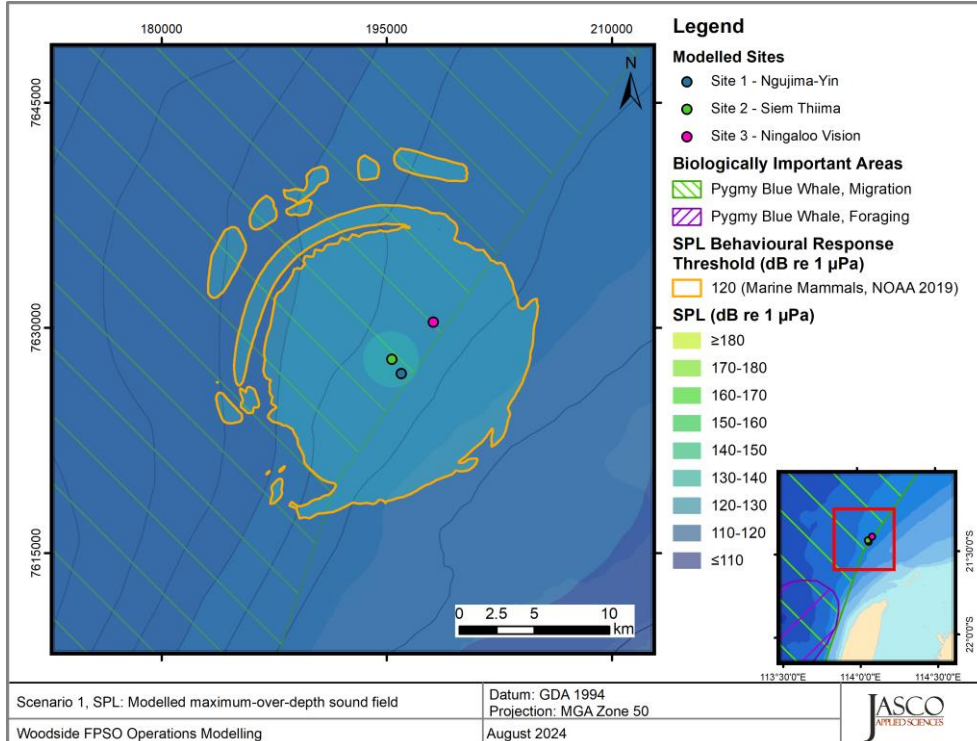 180000
195000
210000
7645000
7630000
7615000
N
0 2.5 5 10
km
Legend
Modelled Sites
Site 1 - Ngujima-Yin
Site 2 - Siem Thiima
Site 3 - Ningaloo Vision
Biologically Important Areas
Pygmy Blue Whale, Migration
Pygmy Blue Whale, Foraging
SPL Behavioural Response
Threshold (dB re 1 µPa)
120 (Marine Mammals, NOAA 2019)
SPL (dB re 1 µPa)
≥180
170-180
160-170
150-160
140-150
130-140
120-130
110-120
≤110
21°30'0"S
22°0'0"S
113°30'0"E
114°0'0"E
114°30'0"E
Scenario 1, SPL: Modelled maximum-over-depth sound field
Datum: GDA 1994
Projection: MGA Zone 50
Woodside FPSO Operations Modelling
August 2024
JASCO
APPLIED SCIENCES